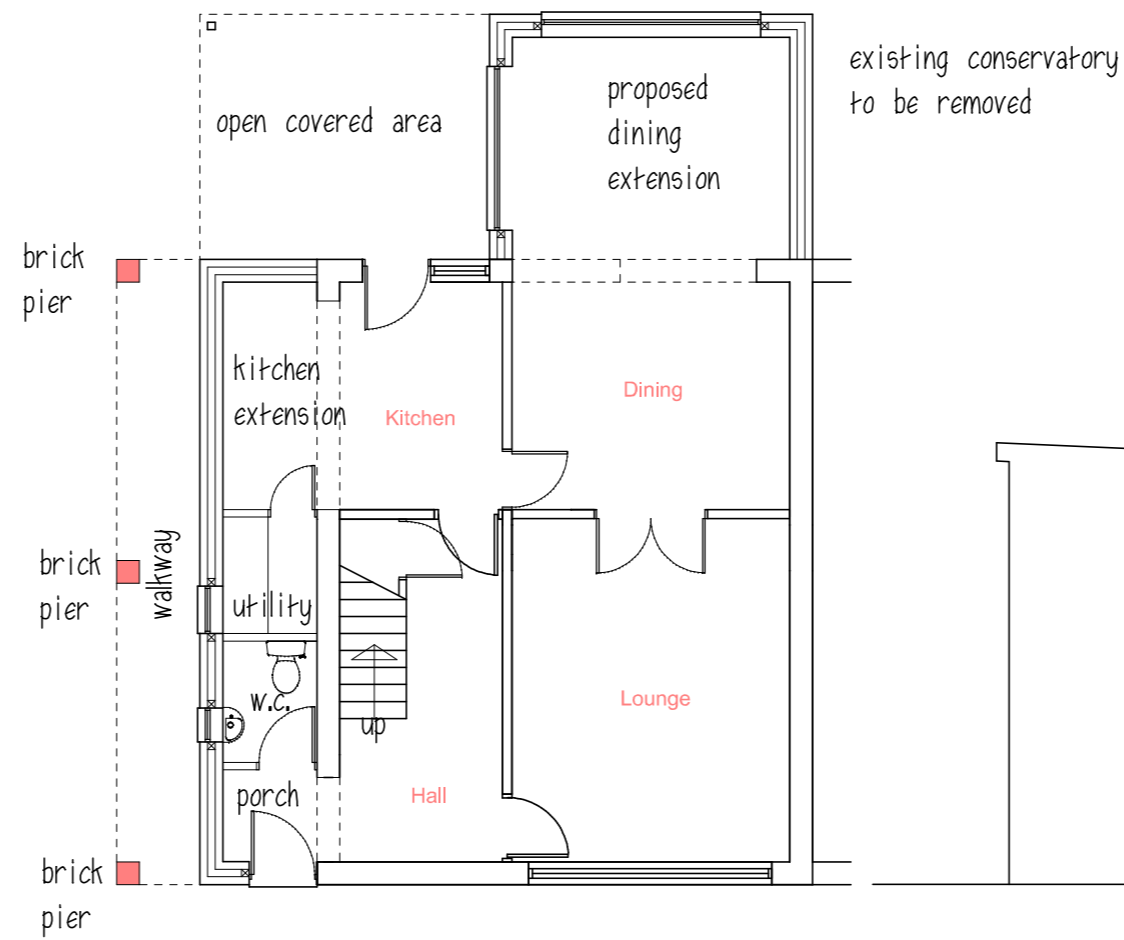 existing conservatory
to be removed
proposed
dining
extension
open covered area
brick
pier
kitchen
extension
Kitchen
Dining
brick
pier
walkway
utility
w.c.
up
Lounge
porch
Hall
brick
pier